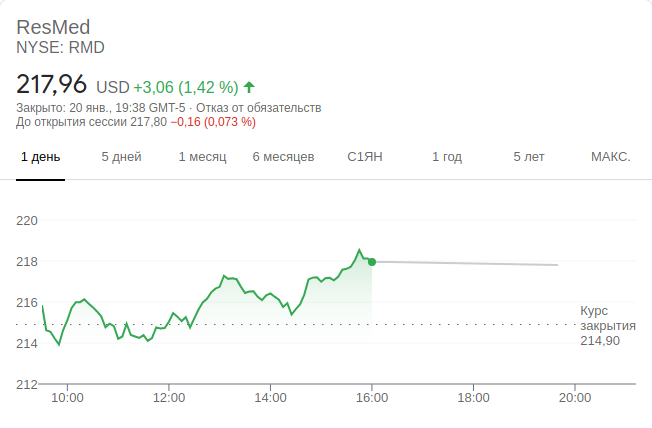 ResMed
NYSE: RMD
217,96 USD +3,06 (1,42 %)
Закрыто: 20 янв., 19:38 GMT-5 · Отказ от обязательств
До открытия сессии 217,80 −0,16 (0,073 %)
1 день 5 дней 1 месяц 6 месяцев С1ЯН 1 год 5 лет МАКС.
220
218
216
214
212
Курс
закрытия
214,90
10:00 12:00 14:00 16:00 18:00 20:00